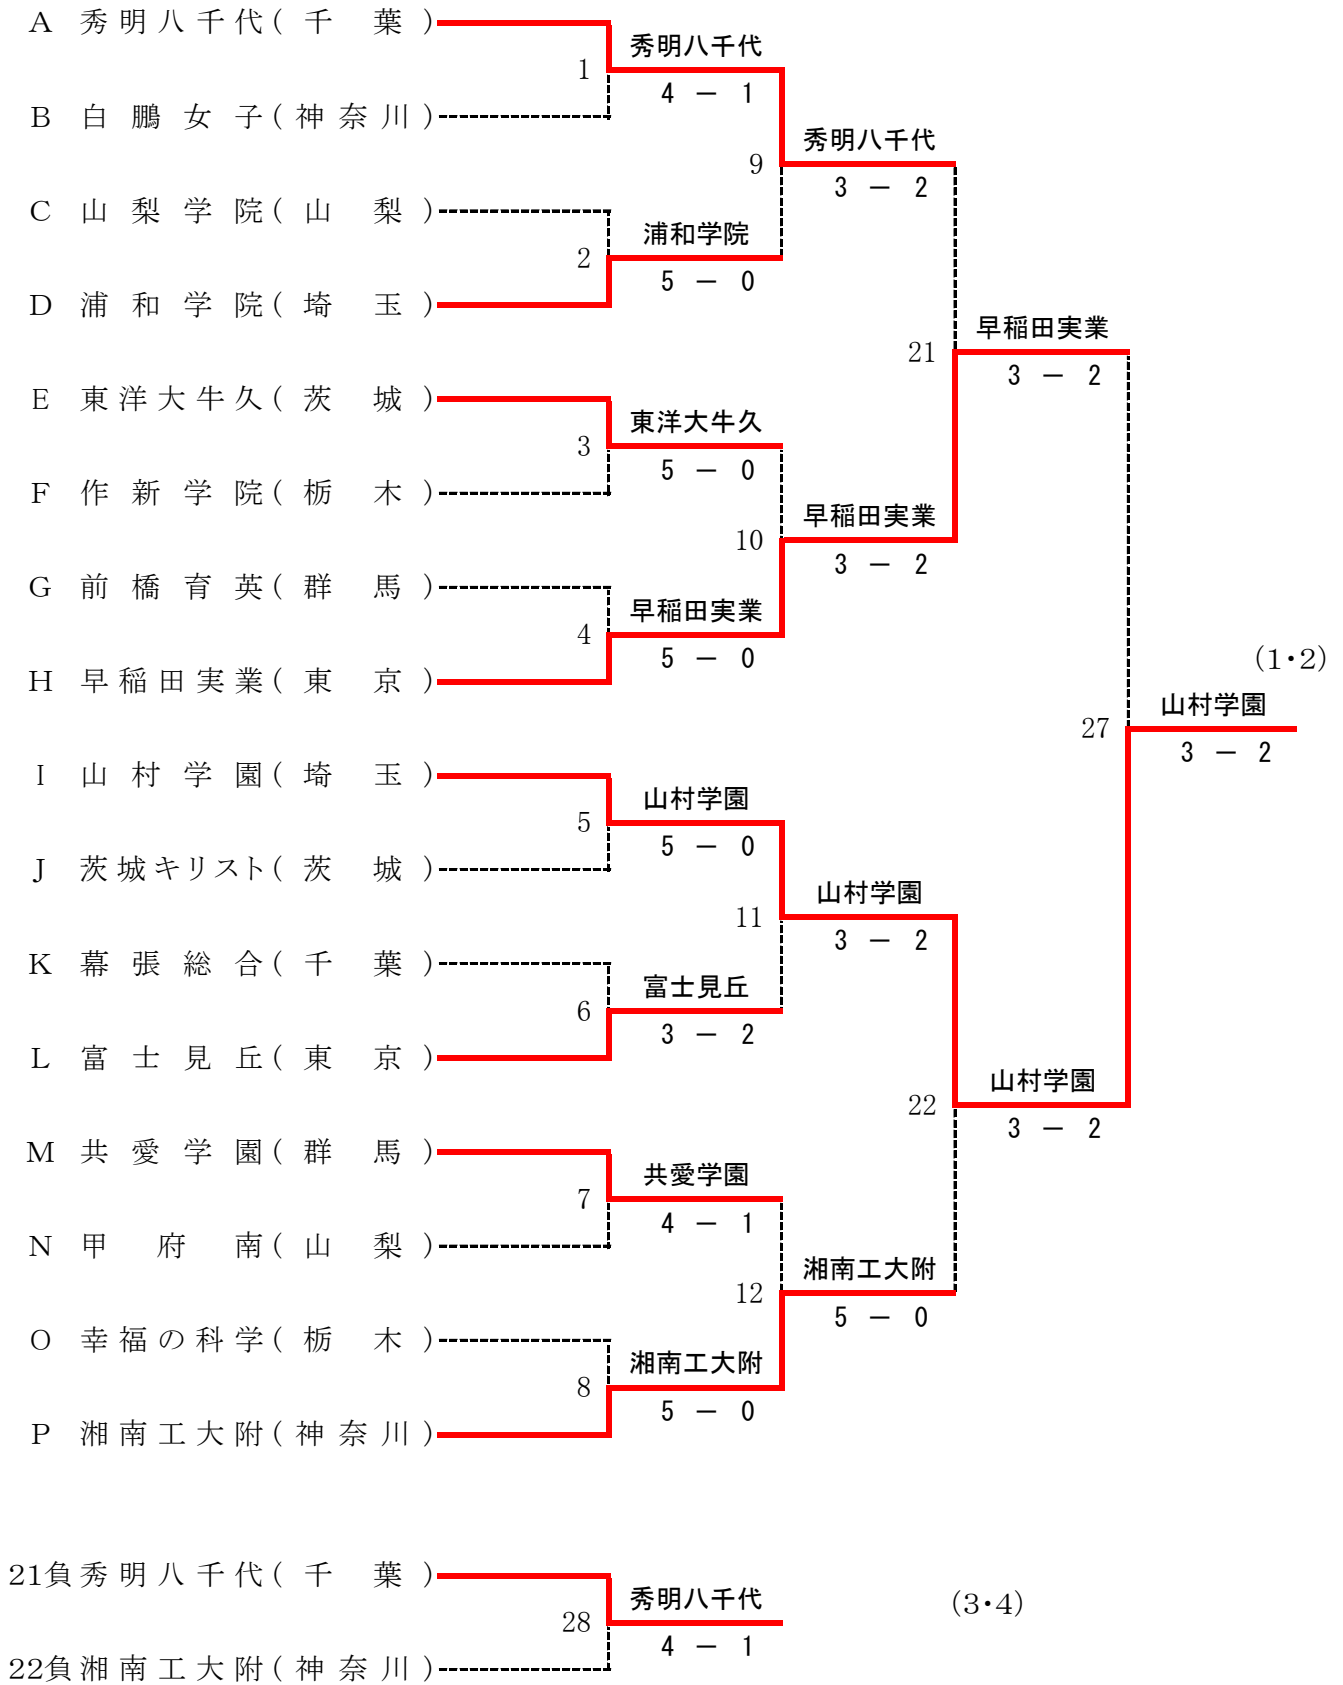 A 秀明八千代(千 葉)
秀明八千代
1
4 － 1
B 白鵬女子(神奈川)
秀明八千代
9
3 － 2
C 山梨学院(山 梨)
浦和学院
2
5 － 0
D 浦和学院(埼 玉)
早稲田実業
21
3 － 2
E 東洋大牛久(茨 城)
東洋大牛久
3
5 － 0
F 作新学院(栃 木)
早稲田実業
10
3 － 2
G 前橋育英(群 馬)
早稲田実業
4
5 － 0
H 早稲田実業(東 京)
(1・2)
山村学園
27
3 － 2
I 山村学園(埼 玉)
山村学園
5
5 － 0
J 茨城キリスト(茨 城)
山村学園
11
3 － 2
K 幕張総合(千 葉)
富士見丘
6
3 － 2
L 富士見丘(東 京)
山村学園
22
3 － 2
M 共愛学園(群 馬)
共愛学園
7
4 － 1
N 甲府南(山 梨)
湘南工大附
12
5 － 0
O 幸福の科学(栃 木)
湘南工大附
8
5 － 0
P 湘南工大附(神奈川)
21負秀明八千代(千 葉)
秀明八千代
(3・4)
28
4 － 1
22負湘南工大附(神奈川)